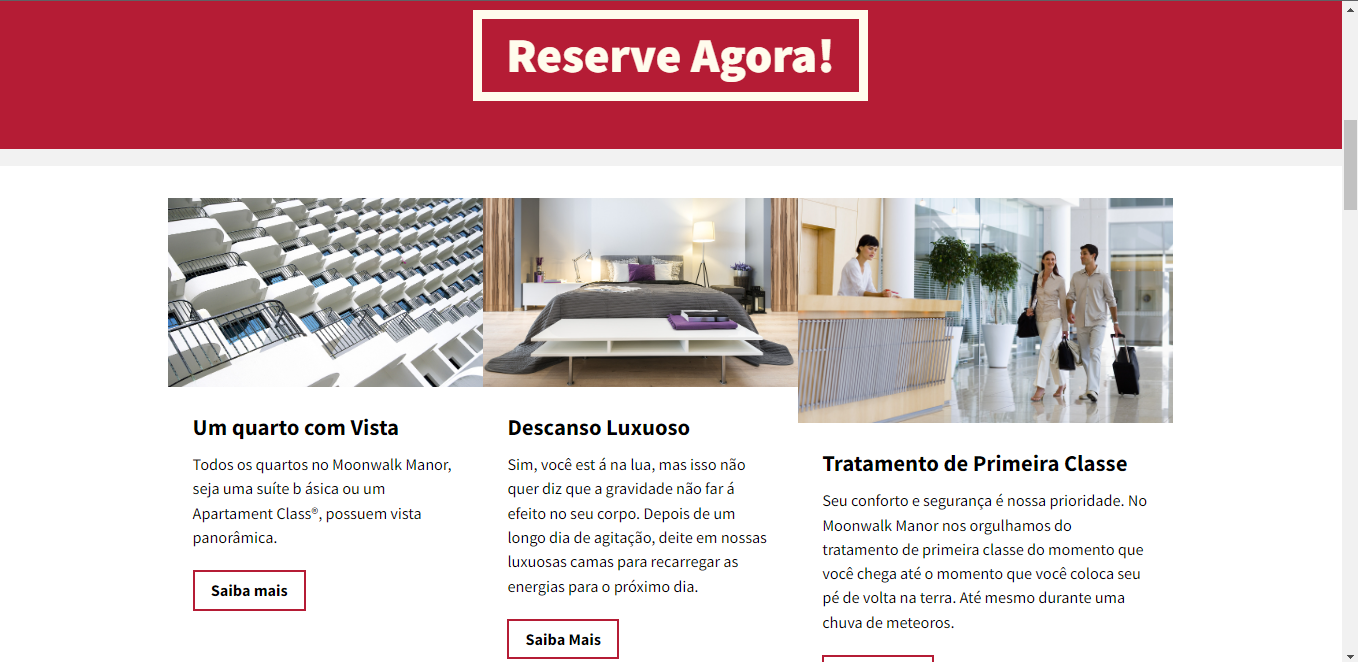 Reserve Agora!
Um quarto com Vista
Todos os quartos no Moonwalk Manor,
seja uma suíte b ásica ou um
Apartament Class®, possuem vista
panorâmica.
Saiba mais
Descanso Luxuoso
Sim, você est á na lua, mas isso não
quer diz que a gravidade não far á
efeito no seu corpo. Depois de um
longo dia de agitação, deite em nossas
luxuosas camas para recarregar as
energias para o próximo dia.
Saiba Mais
Tratamento de Primeira Classe
Seu conforto e segurança é nossa prioridade. No
Moonwalk Manor nos orgulhamos do
tratamento de primeira classe do momento que
você chega até o momento que você coloca seu
pé de volta na terra. Até mesmo durante uma
chuva de meteoros.